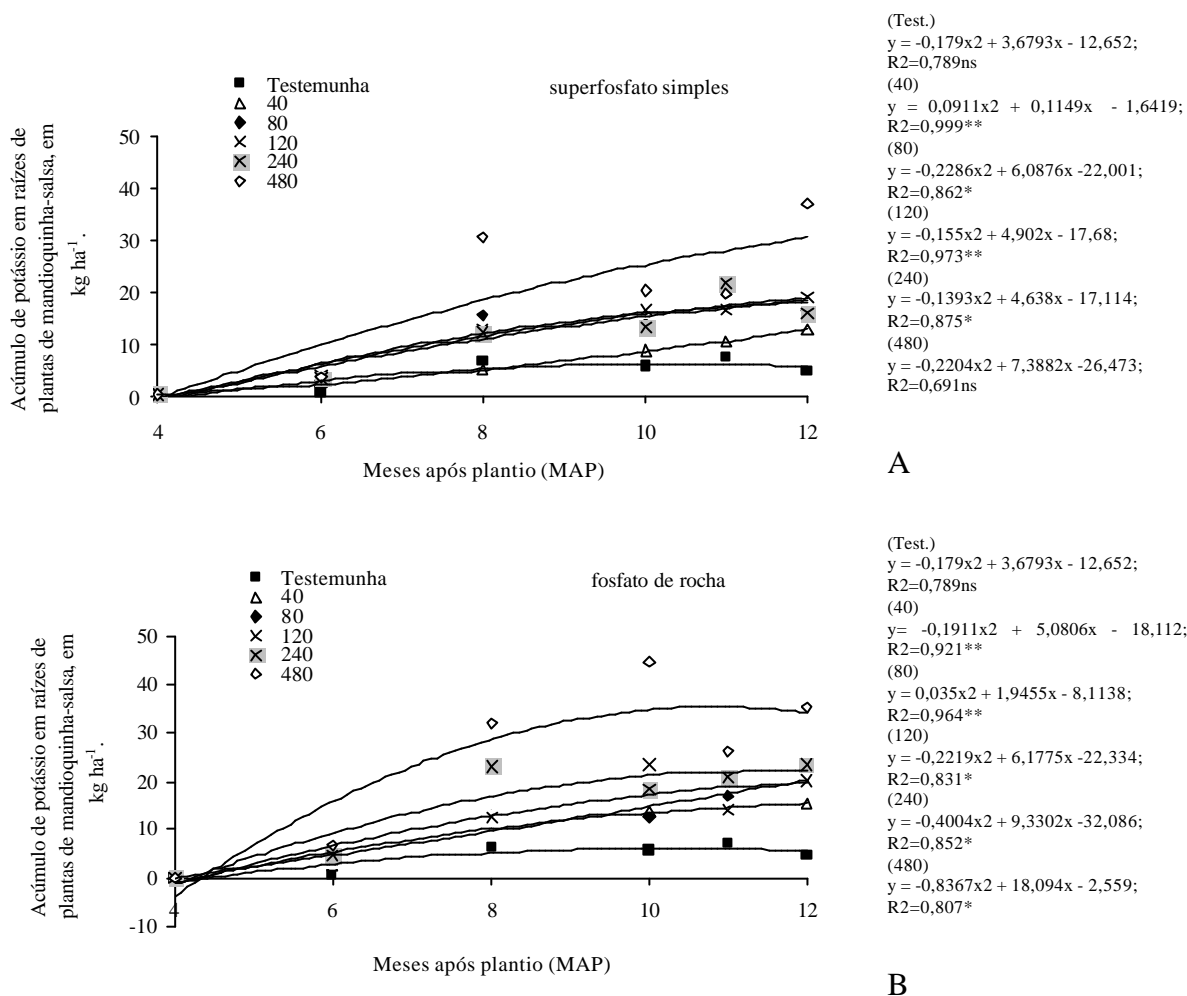 (Test.)
y = -0,179x2 + 3,6793x - 12,652;
R2=0,789ns
(40)
y = 0,0911x2 + 0,1149x - 1,6419;
R2=0,999**
(80)
y = -0,2286x2 + 6,0876x -22,001;
R2=0,862*
(120)
y = -0,155x2 + 4,902x - 17,68;
R2=0,973**
(240)
y = -0,1393x2 + 4,638x - 17,114;
R2=0,875*
(480)
y = -0,2204x2 + 7,3882x -26,473;
R2=0,691ns
A
Testemunha
40
80
120
240
480
superfosfato simples
Acúmulo de potássio em raízes de
plantas de mandioquinha-salsa, em
kg ha-1.
50
40
30
20
10
0
4 6 8 10 12
Meses após plantio (MAP)
(Test.)
y = -0,179x2 + 3,6793x - 12,652;
R2=0,789ns
(40)
y= -0,1911x2 + 5,0806x - 18,112;
R2=0,921**
(80)
y = 0,035x2 + 1,9455x - 8,1138;
R2=0,964**
(120)
y = -0,2219x2 + 6,1775x -22,334;
R2=0,831*
(240)
y = -0,4004x2 + 9,3302x -32,086;
R2=0,852*
(480)
y = -0,8367x2 + 18,094x - 2,559;
R2=0,807*
B
Testemunha
40
80
120
240
480
fosfato de rocha
Acúmulo de potássio em raízes de
plantas de mandioquinha-salsa, em
kg ha-1.
50
40
30
20
10
0
-10
4 6 8 10 12
Meses após plantio (MAP)